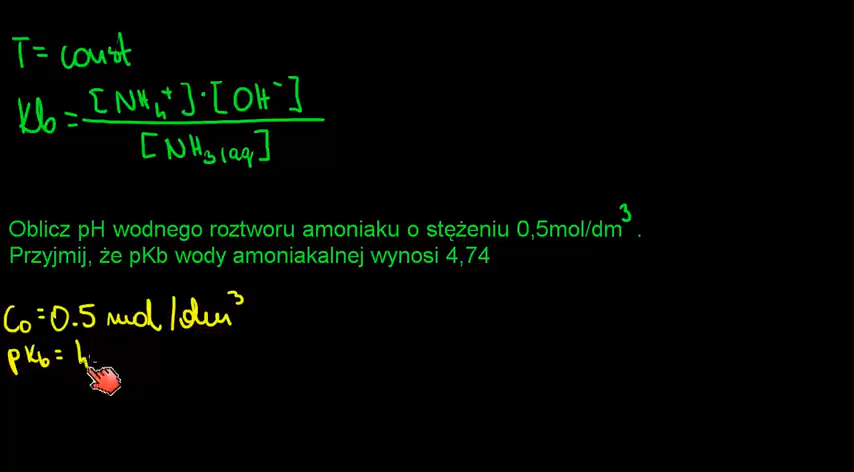 T = const
Kb = [NH4+]·[OH-] / [NH3(aq]
Oblicz pH wodnego roztworu amoniaku o stężeniu 0,5mol/dm³.
Przyjmij, że pKb wody amoniakalnej wynosi 4,74
C0 = 0.5 mol/dm³
pKb = 4